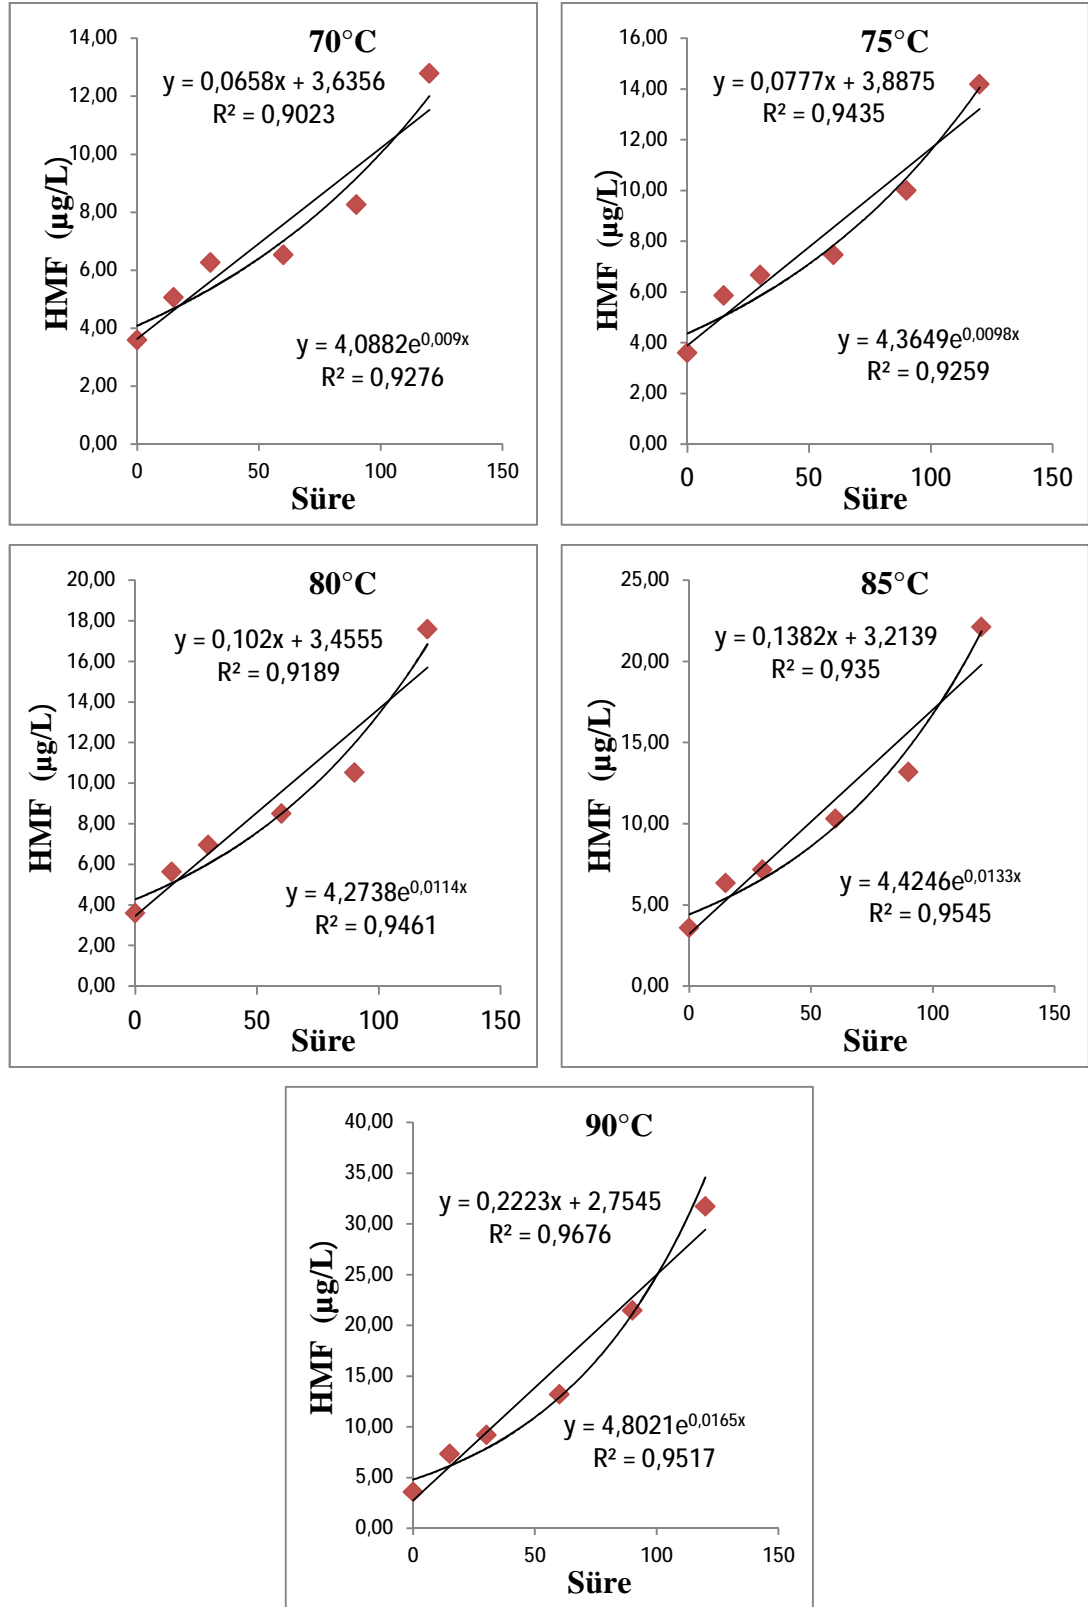 70°C
y = 0,0658x + 3,6356
R² = 0,9023
y = 4,0882e^0,009x
R² = 0,9276
14,00
12,00
10,00
8,00
6,00
4,00
2,00
0,00
0 50 100 150
HMF (µg/L)
Süre
75°C
y = 0,0777x + 3,8875
R² = 0,9435
y = 4,3649e^0,0098x
R² = 0,9259
16,00
14,00
12,00
10,00
8,00
6,00
4,00
2,00
0,00
0 50 100 150
HMF (µg/L)
Süre
80°C
y = 0,102x + 3,4555
R² = 0,9189
y = 4,2738e^0,0114x
R² = 0,9461
20,00
18,00
16,00
14,00
12,00
10,00
8,00
6,00
4,00
2,00
0,00
0 50 100 150
HMF (µg/L)
Süre
85°C
y = 0,1382x + 3,2139
R² = 0,935
y = 4,4246e^0,0133x
R² = 0,9545
25,00
20,00
15,00
10,00
5,00
0,00
0 50 100 150
HMF (µg/L)
Süre
90°C
y = 0,2223x + 2,7545
R² = 0,9676
y = 4,8021e^0,0165x
R² = 0,9517
40,00
35,00
30,00
25,00
20,00
15,00
10,00
5,00
0,00
0 50 100 150
HMF (µg/L)
Süre